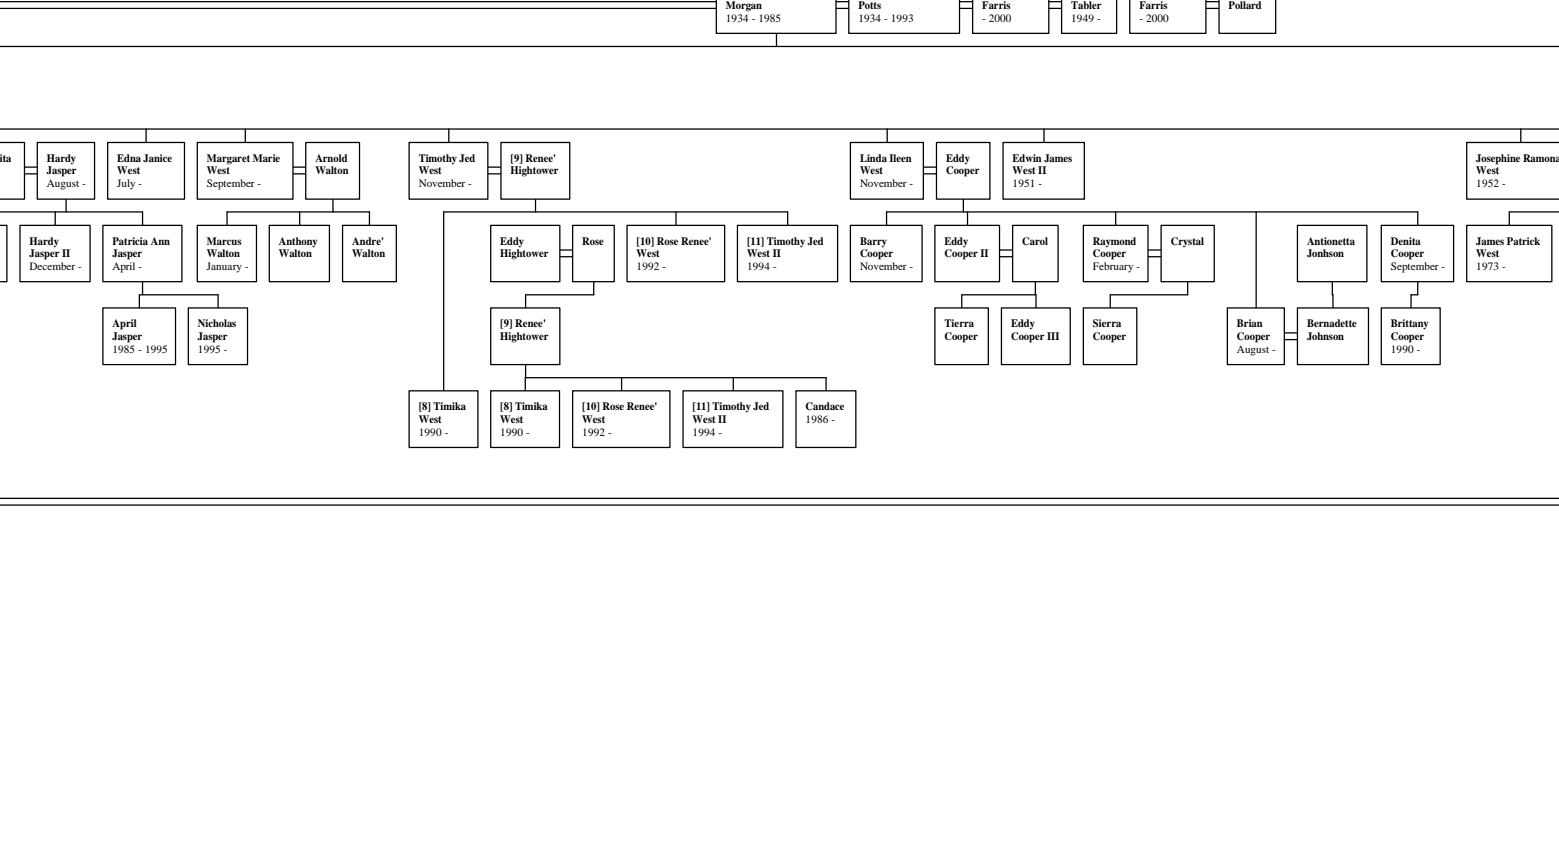 Morgan
1934 - 1985
Potts
1934 - 1993
Farris
- 2000
Tabler
1949 -
Farris
- 2000
Pollard
ita
Hardy
Jasper
August -
Edna Janice
West
July -
Margaret Marie
West
September -
Arnold
Walton
Timothy Jed
West
November -
[9] Renee'
Hightower
Linda Ileen
West
November -
Eddy
Cooper
Edwin James
West II
1951 -
Josephine Ramona
West
1952 -
Hardy
Jasper II
December -
Patricia Ann
Jasper
April -
Marcus
Walton
January -
Anthony
Walton
Andre'
Walton
Eddy
Hightower
Rose
[10] Rose Renee'
West
1992 -
[11] Timothy Jed
West II
1994 -
Barry
Cooper
November -
Eddy
Cooper II
Carol
Raymond
Cooper
February -
Crystal
Antionetta
Jonhson
Denita
Cooper
September -
James Patrick
West
1973 -
April
Jasper
1985 - 1995
Nicholas
Jasper
1995 -
[9] Renee'
Hightower
Tierra
Cooper
Eddy
Cooper III
Sierra
Cooper
Brian
Cooper
August -
Bernadette
Johnson
Brittany
Cooper
1990 -
[8] Timika
West
1990 -
[8] Timika
West
1990 -
[10] Rose Renee'
West
1992 -
[11] Timothy Jed
West II
1994 -
Candace
1986 -